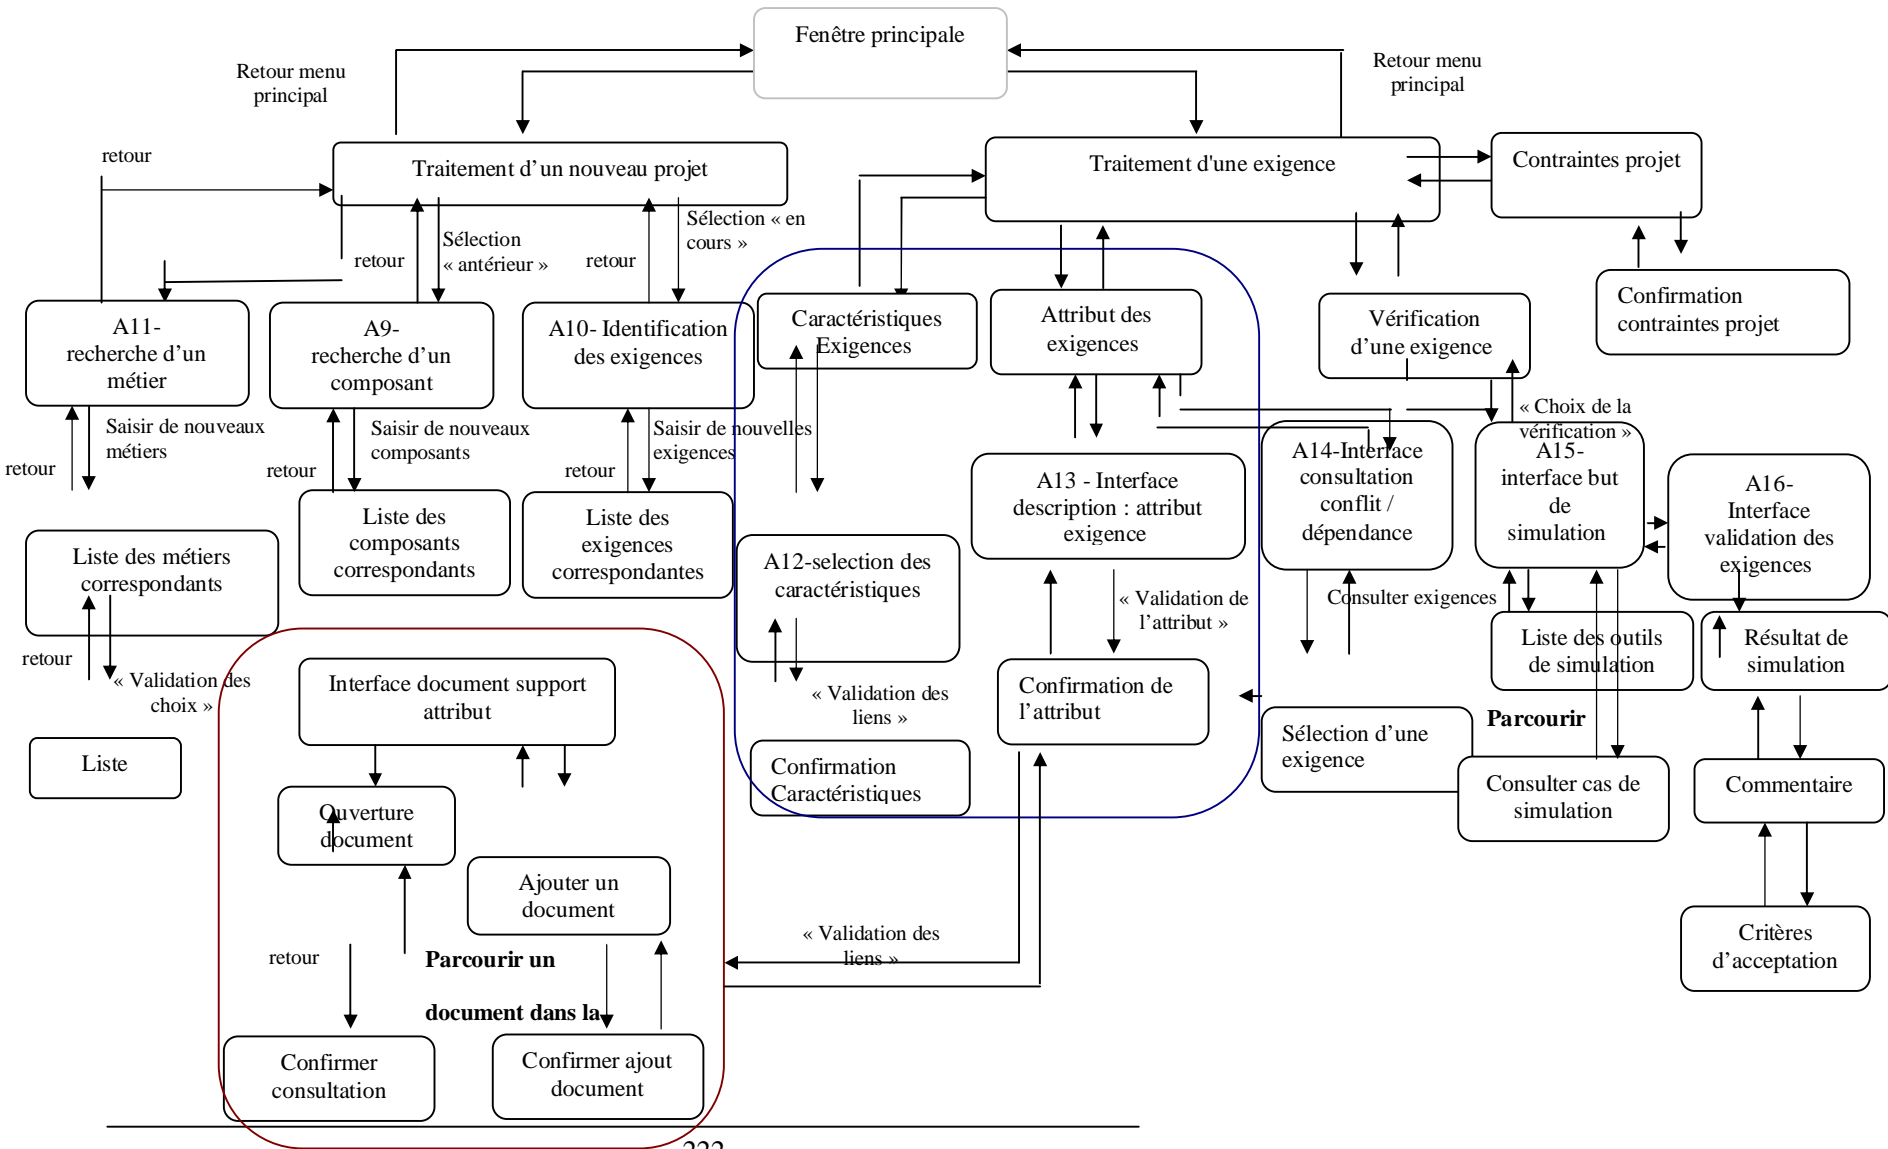 Fenêtre principale
Retour menu
principal
Retour menu
principal
retour
Traitement d'un nouveau projet
Traitement d'une exigence
Contraintes projet
Sélection « en
cours »
Sélection
« antérieur »
retour
retour
Confirmation
contraintes projet
A11-
recherche d'un
métier
A9-
recherche d'un
composant
A10- Identification
des exigences
Caractéristiques
Exigences
Attribut des
exigences
Vérification
d'une exigence
Saisir de nouveaux
métiers
retour
Saisir de nouveaux
composants
retour
Saisir de nouvelles
exigences
retour
« Choix de la
vérification »
A13 - Interface
description : attribut
exigence
A14-Interface
consultation
conflit /
dépendance
A15-
interface but
de
simulation
A16-
Interface
validation des
exigences
Liste des métiers
correspondants
Liste des
composants
correspondants
Liste des
exigences
correspondantes
A12-selection des
caractéristiques
« Validation de
l'attribut »
Consulter exigences
Liste des outils
de simulation
Résultat de
simulation
retour
« Validation des
choix »
Interface document support
attribut
« Validation des
liens »
Confirmation de
l'attribut
Sélection d'une
exigence
Parcourir
Liste
Confirmation
Caractéristiques
Consulter cas de
simulation
Commentaire
Ouverture
document
Ajouter un
document
« Validation des
liens »
Critères
d'acceptation
retour
Parcourir un
document dans la
Confirmer
consultation
Confirmer ajout
document
222